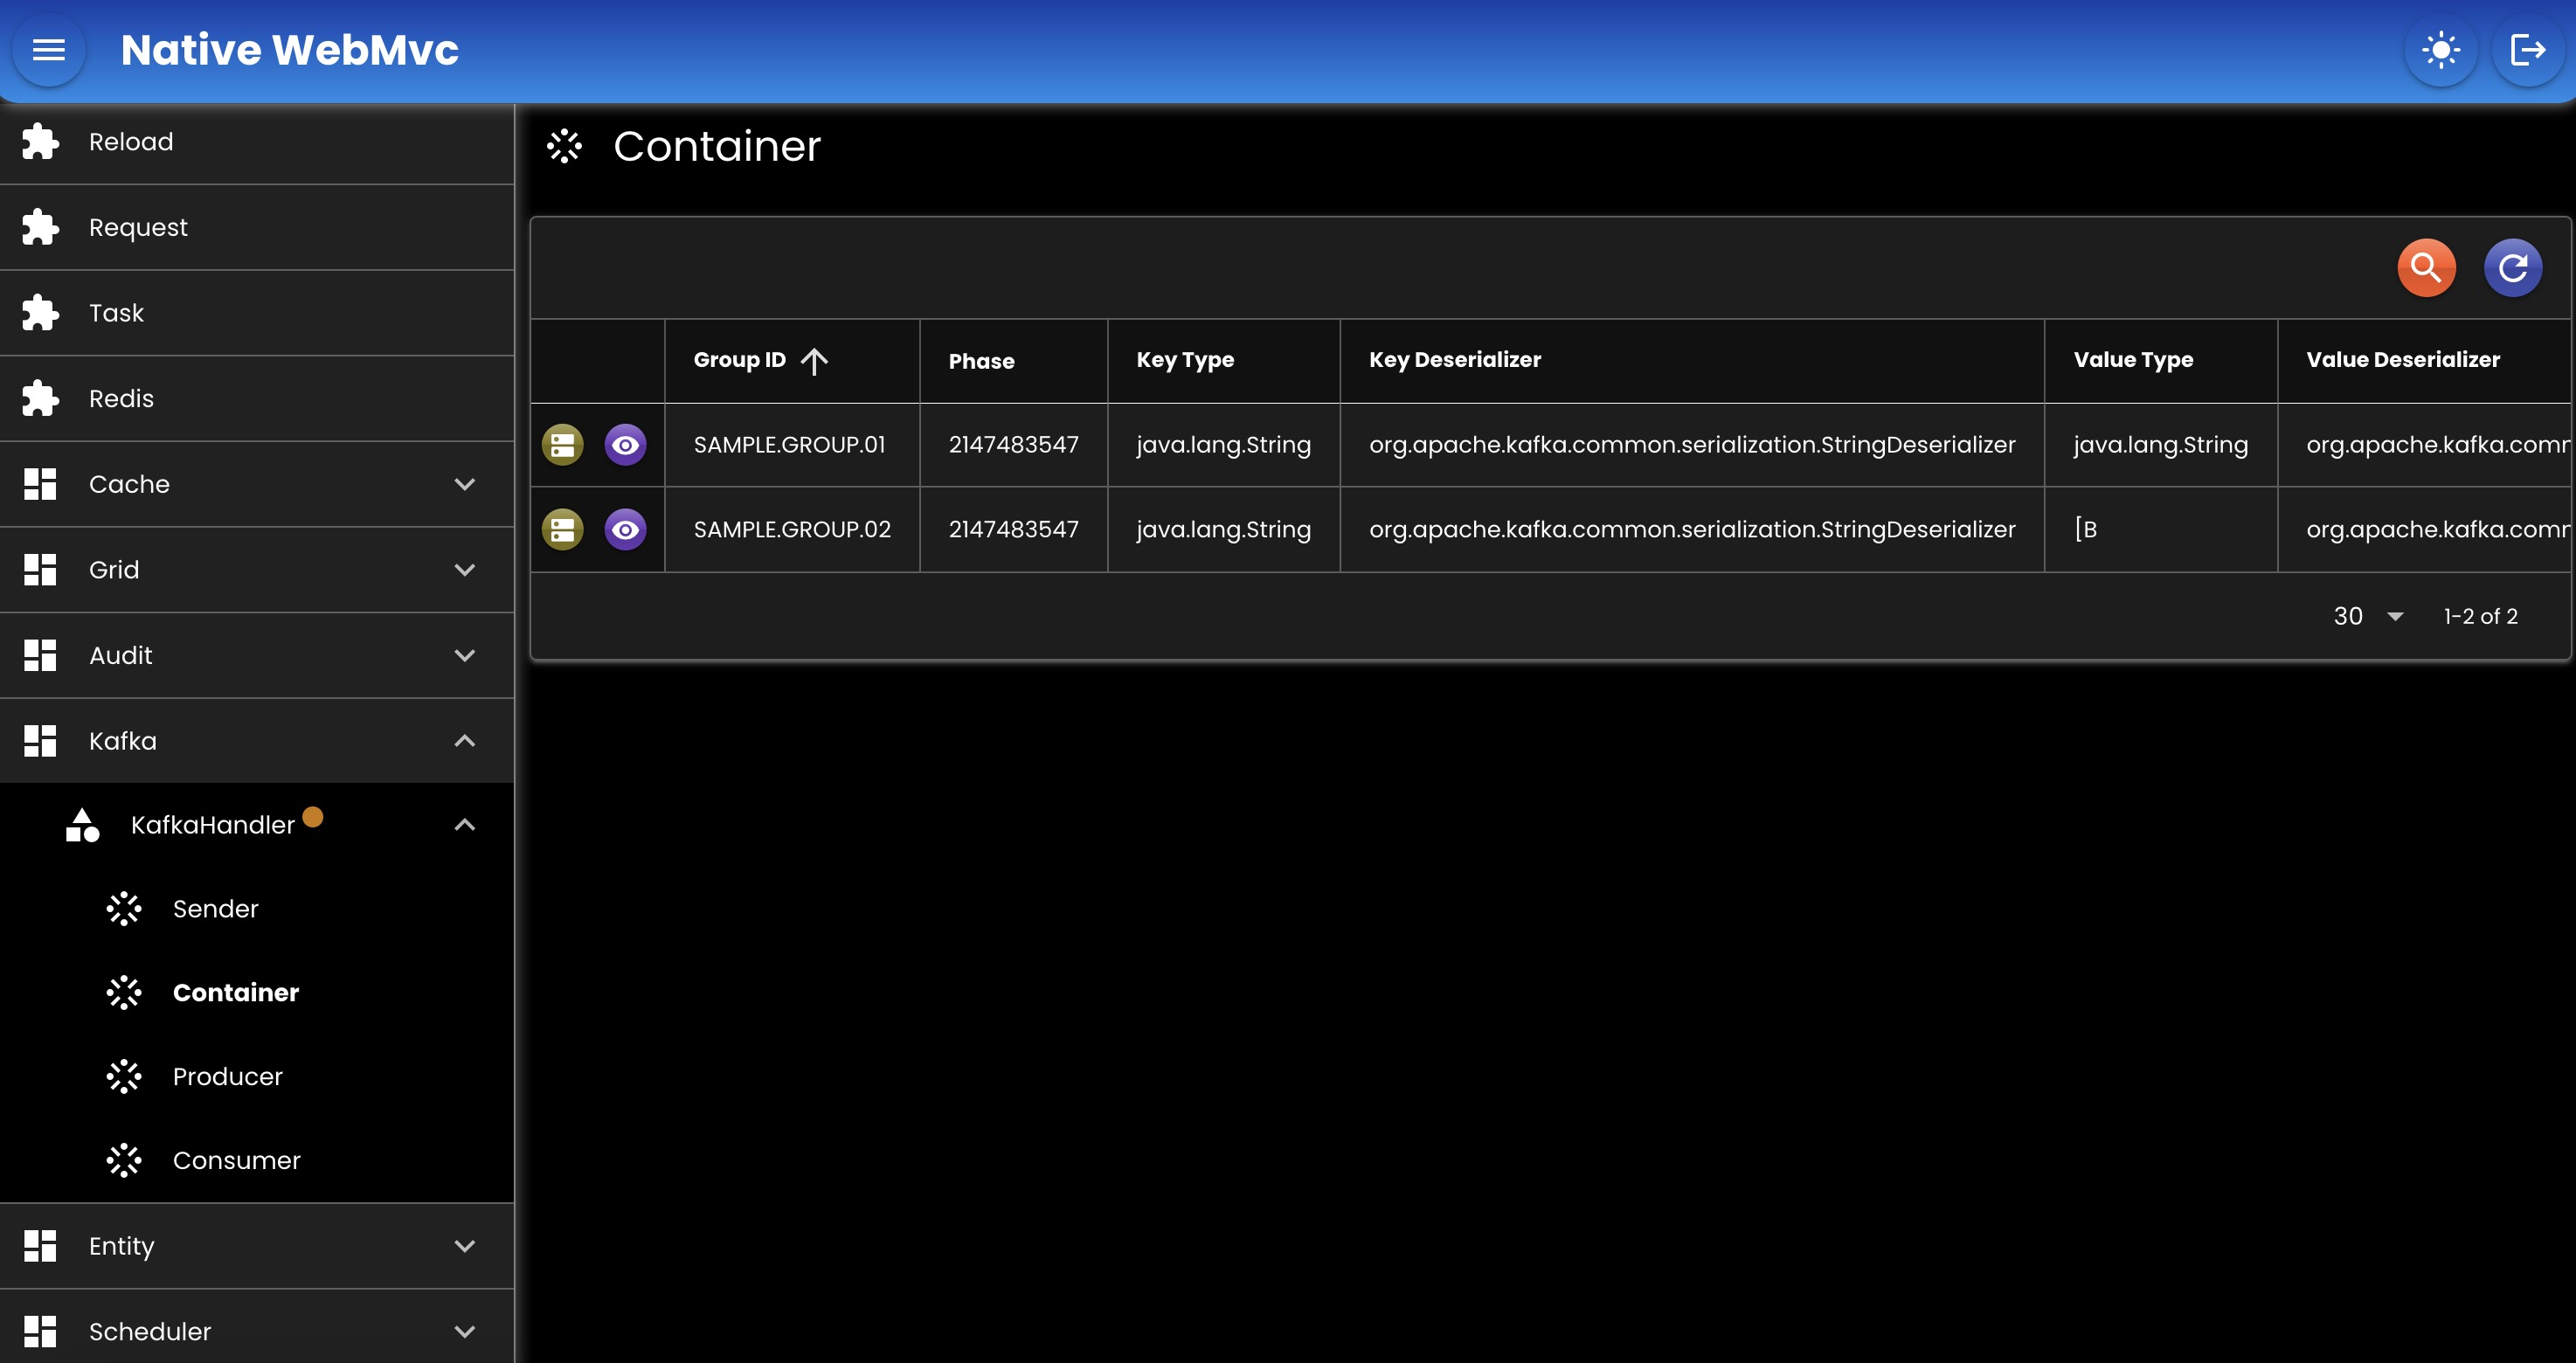 Native WebMvc
Reload
Request
Task
Redis
Cache
Grid
Audit
Kafka
KafkaHandler
Sender
Container
Producer
Consumer
Entity
Scheduler
Container
Group ID Phase Key Type Key Deserializer Value Type Value Deserializer
SAMPLE.GROUP.01 2147483547 java.lang.String org.apache.kafka.common.serialization.StringDeserializer java.lang.String org.apache.kafka.comm
SAMPLE.GROUP.02 2147483547 java.lang.String org.apache.kafka.common.serialization.StringDeserializer [B org.apache.kafka.comm
30 1-2 of 2